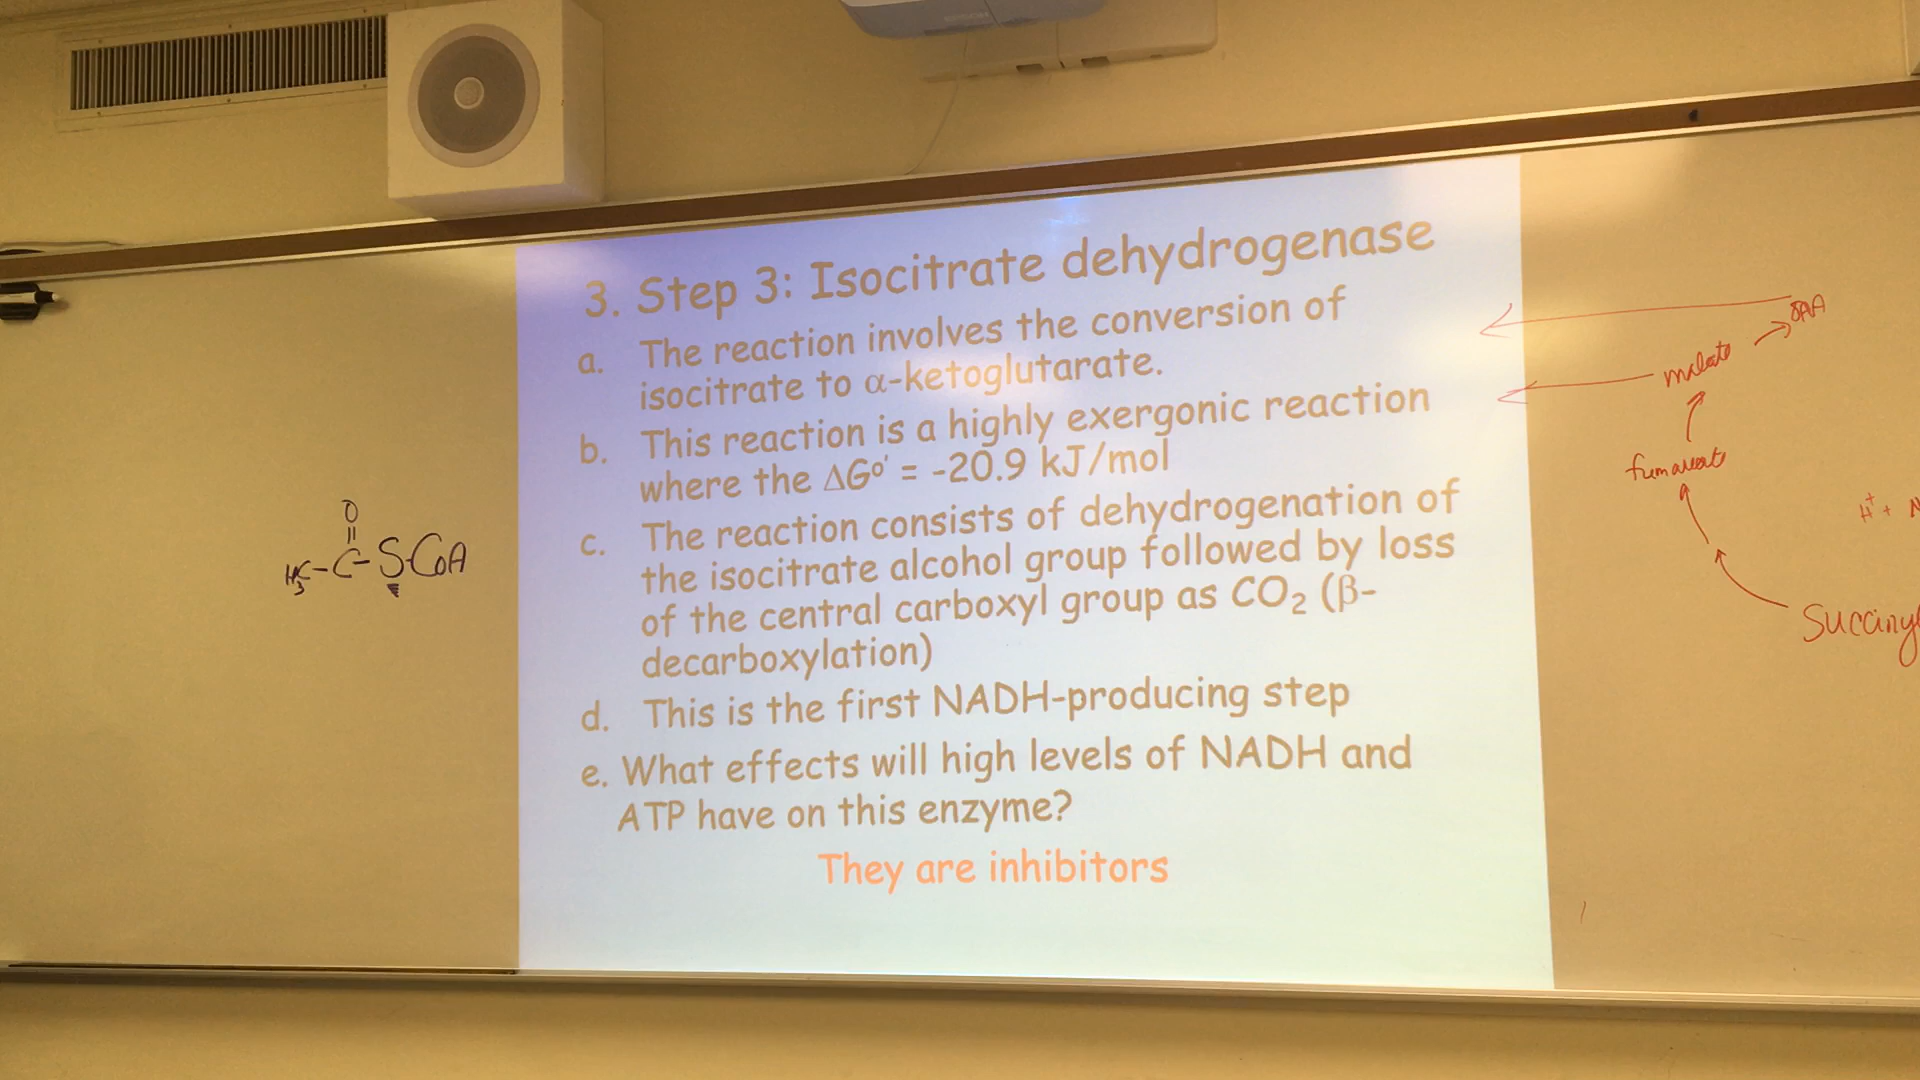 3. Step 3: Isocitrate dehydrogenase
a. The reaction involves the conversion of
isocitrate to α-ketoglutarate.
b. This reaction is a highly exergonic reaction
where the ΔGº' = -20.9 kJ/mol
c. The reaction consists of dehydrogenation of
the isocitrate alcohol group followed by loss
of the central carboxyl group as CO₂ (β-
decarboxylation)
d. This is the first NADH-producing step
e. What effects will high levels of NADH and
ATP have on this enzyme?
They are inhibitors
O
H₃C-C-S-CoA
OAA
malate
H⁺ +
Succinyl